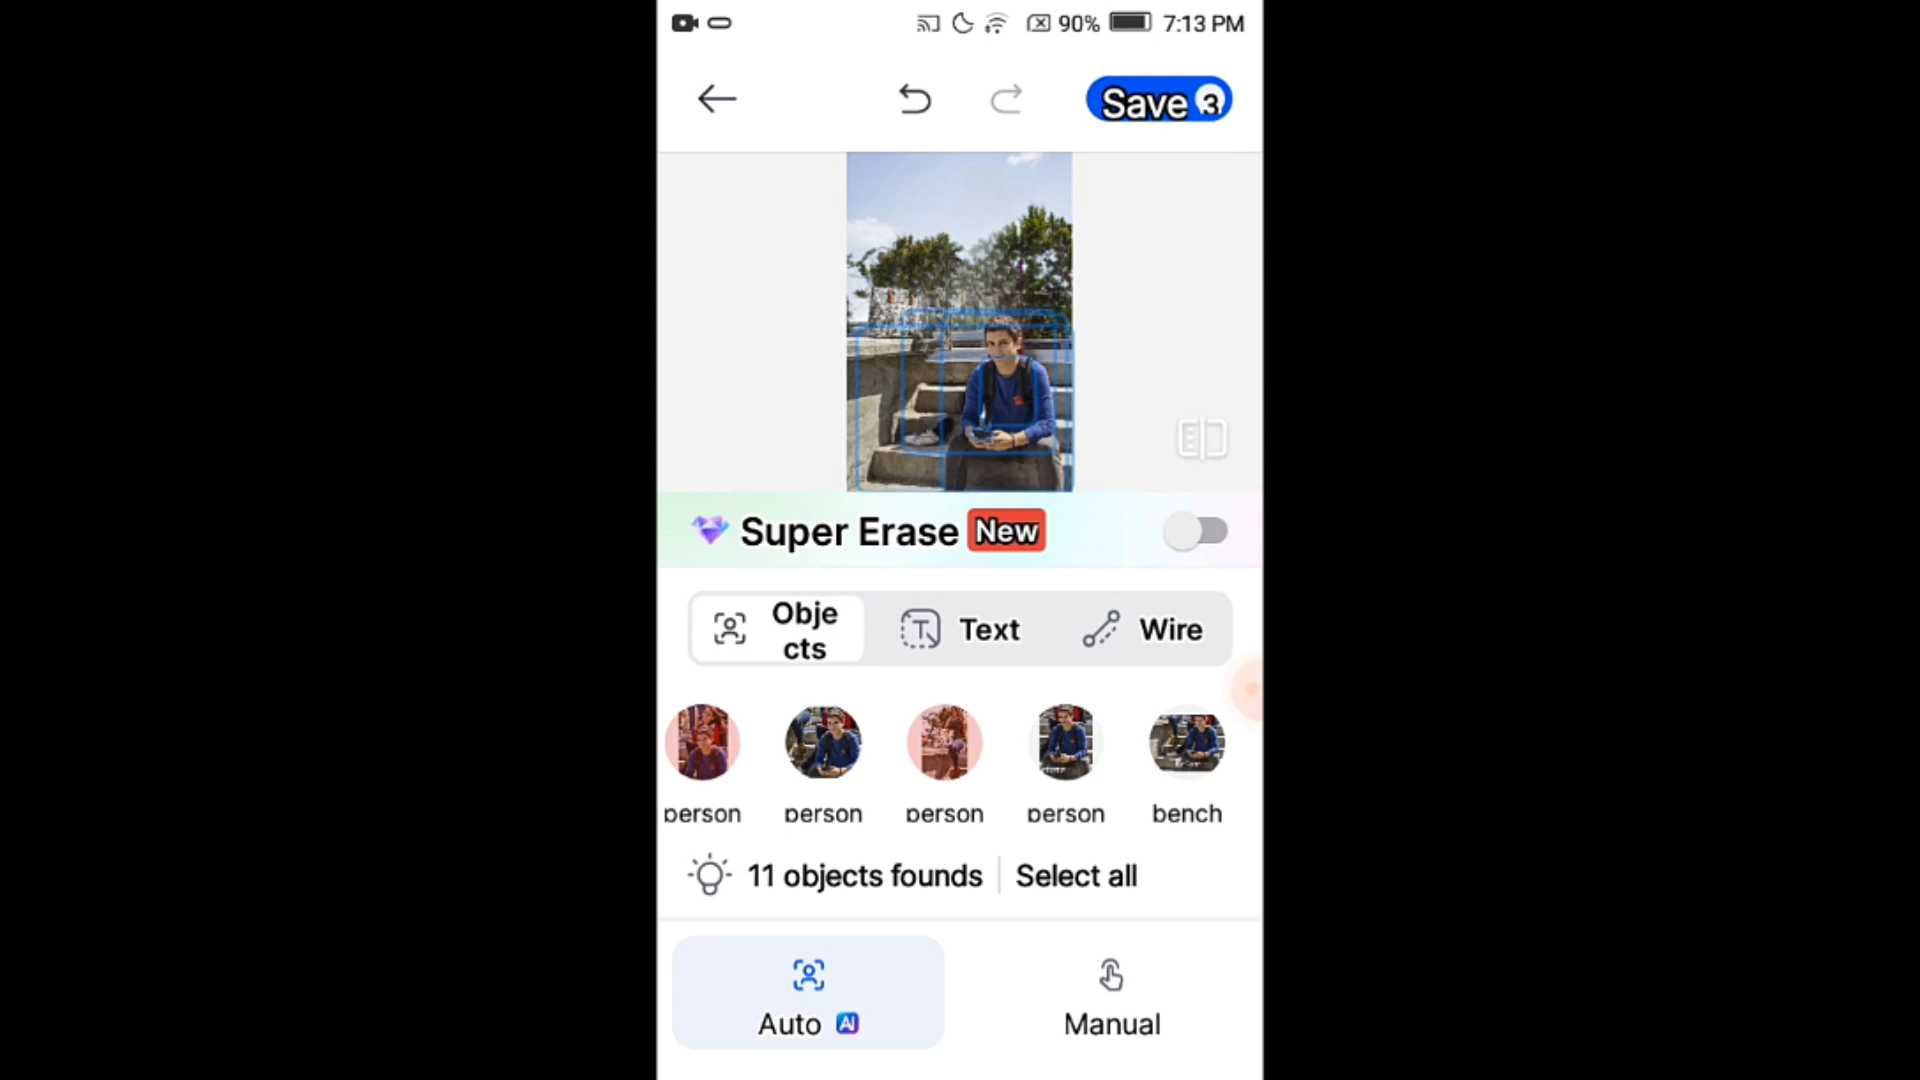 90% 7:13 PM
Save 3
Super Erase New
Obje
cts
Text
Wire
person person person person bench
11 objects founds Select all
Auto AI
Manual